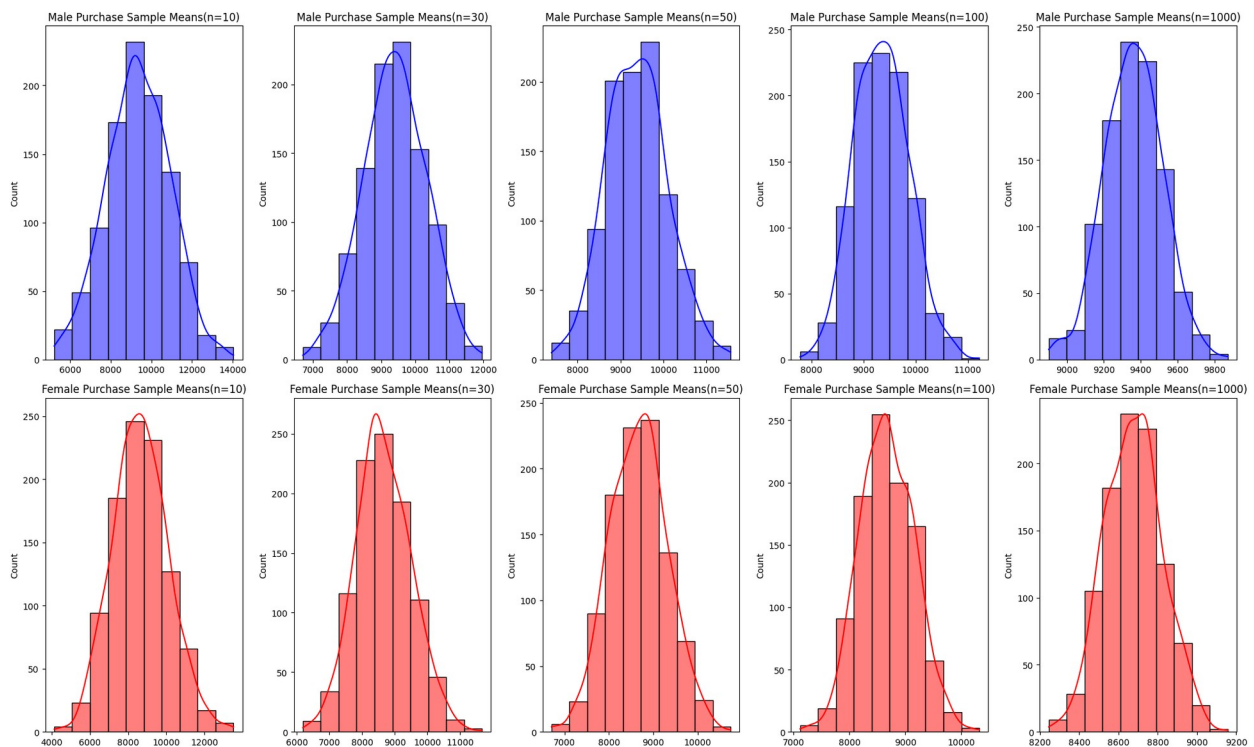 Male Purchase Sample Means(n=10)
Count
200
150
100
50
0
6000 8000 10000 12000 14000
Male Purchase Sample Means(n=30)
Count
200
150
100
50
0
7000 8000 9000 10000 11000 12000
Male Purchase Sample Means(n=50)
Count
200
150
100
50
0
8000 9000 10000 11000
Male Purchase Sample Means(n=100)
Count
250
200
150
100
50
0
8000 9000 10000 11000
Male Purchase Sample Means(n=1000)
Count
250
200
150
100
50
0
9000 9200 9400 9600 9800
Female Purchase Sample Means(n=10)
Count
250
200
150
100
50
0
4000 6000 8000 10000 12000
Female Purchase Sample Means(n=30)
Count
250
200
150
100
50
0
6000 7000 8000 9000 10000 11000
Female Purchase Sample Means(n=50)
Count
250
200
150
100
50
0
7000 8000 9000 10000
Female Purchase Sample Means(n=100)
Count
250
200
150
100
50
0
7000 8000 9000 10000
Female Purchase Sample Means(n=1000)
Count
200
150
100
50
0
8200 8400 8600 8800 9000 9200